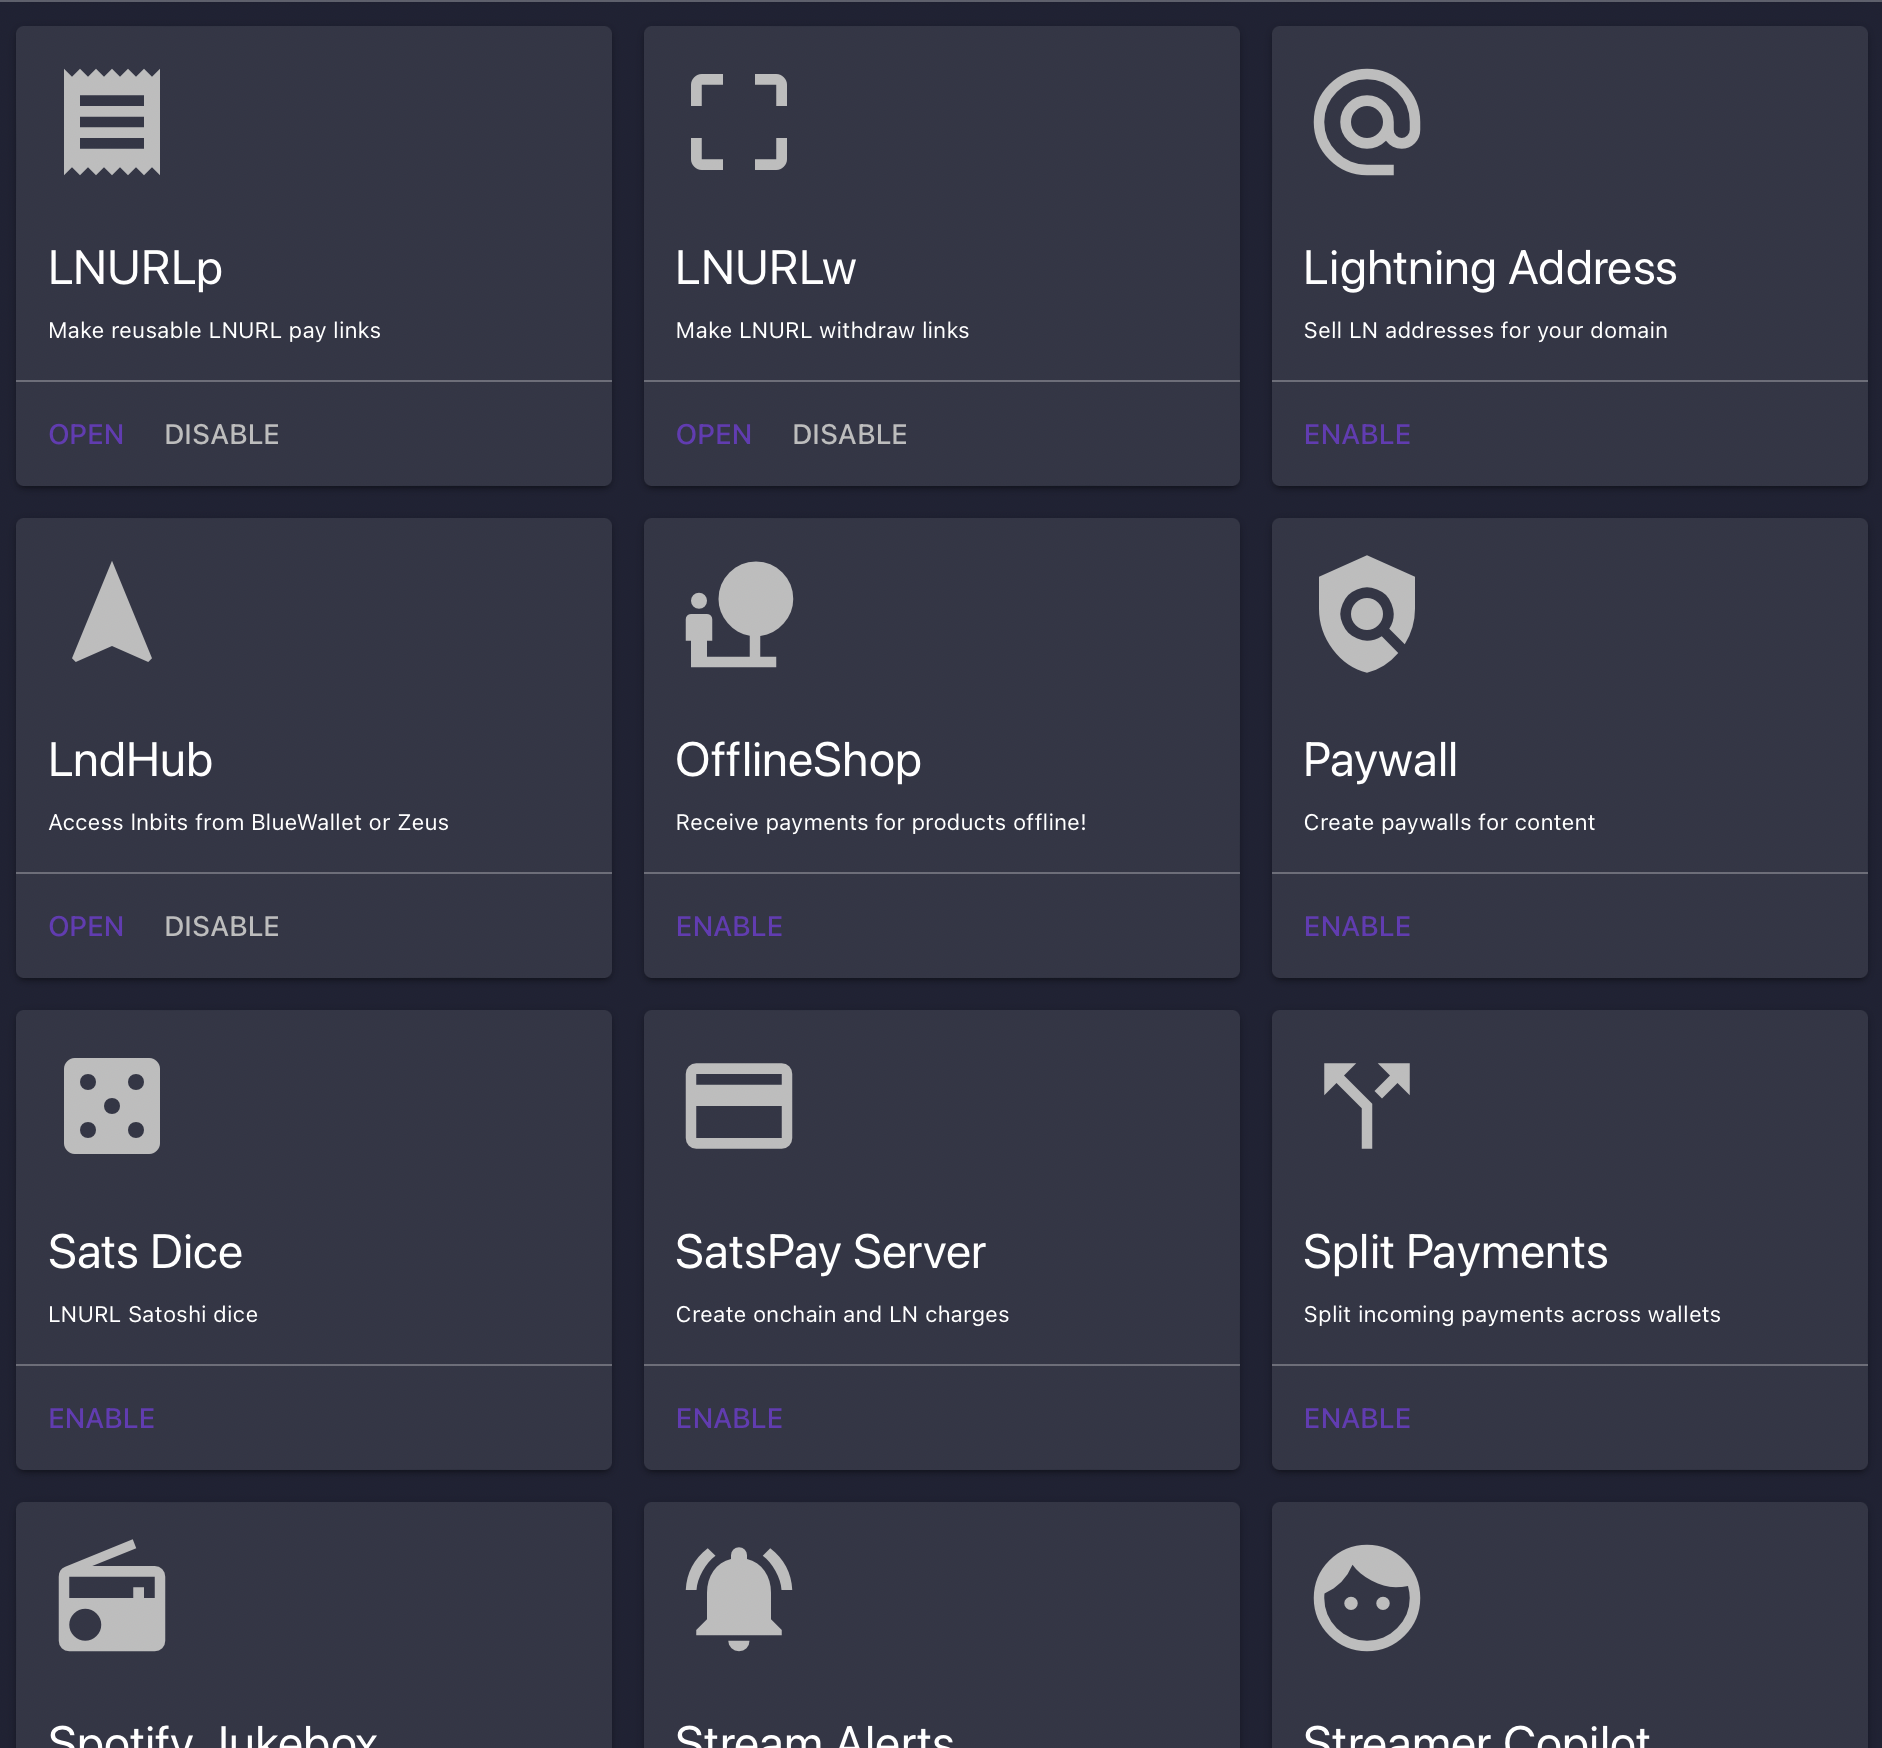 LNURLp
Make reusable LNURL pay links
OPEN DISABLE
LNURLw
Make LNURL withdraw links
OPEN DISABLE
Lightning Address
Sell LN addresses for your domain
ENABLE
LndHub
Access lnbits from BlueWallet or Zeus
OPEN DISABLE
OfflineShop
Receive payments for products offline!
ENABLE
Paywall
Create paywalls for content
ENABLE
Sats Dice
LNURL Satoshi dice
ENABLE
SatsPay Server
Create onchain and LN charges
ENABLE
Split Payments
Split incoming payments across wallets
ENABLE
Spotify Jukebox
Stream Alerts
Streamer Copilot